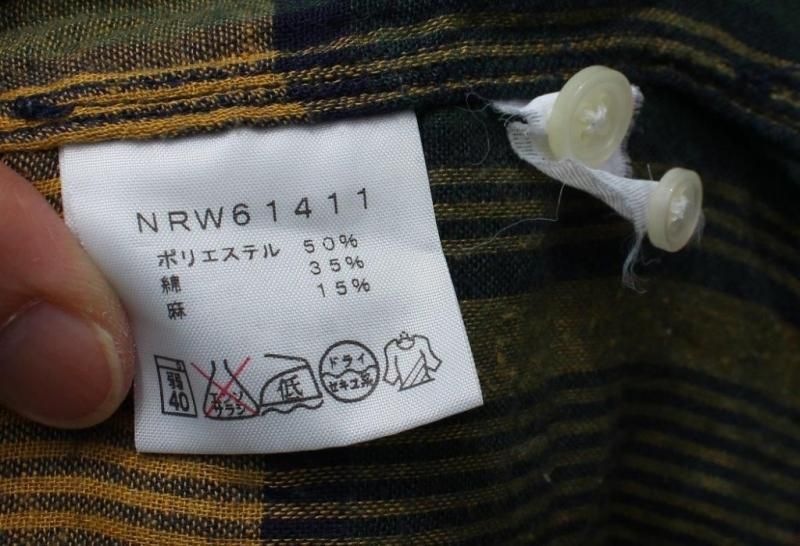 NRW61411
ポリエステル 50%
綿 35%
麻 15%
弱
40
エンソ
サラシ
低
ドライ
セキユ系